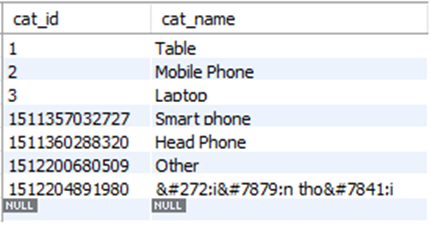 cat_id cat_name
1 Table
2 Mobile Phone
3 Laptop
1511357032727 Smart phone
1511360288320 Head Phone
1512200680509 Other
1512204891980 &#272:i&#7879:n tho&#7841:i
NULL NULL